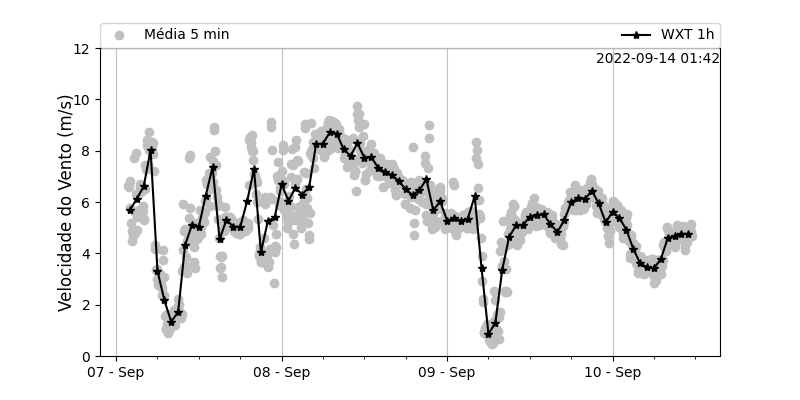 Média 5 min
WXT 1h
2022-09-14 01:42
Velocidade do Vento (m/s)
12
10
8
6
4
2
0
07 - Sep
08 - Sep
09 - Sep
10 - Sep